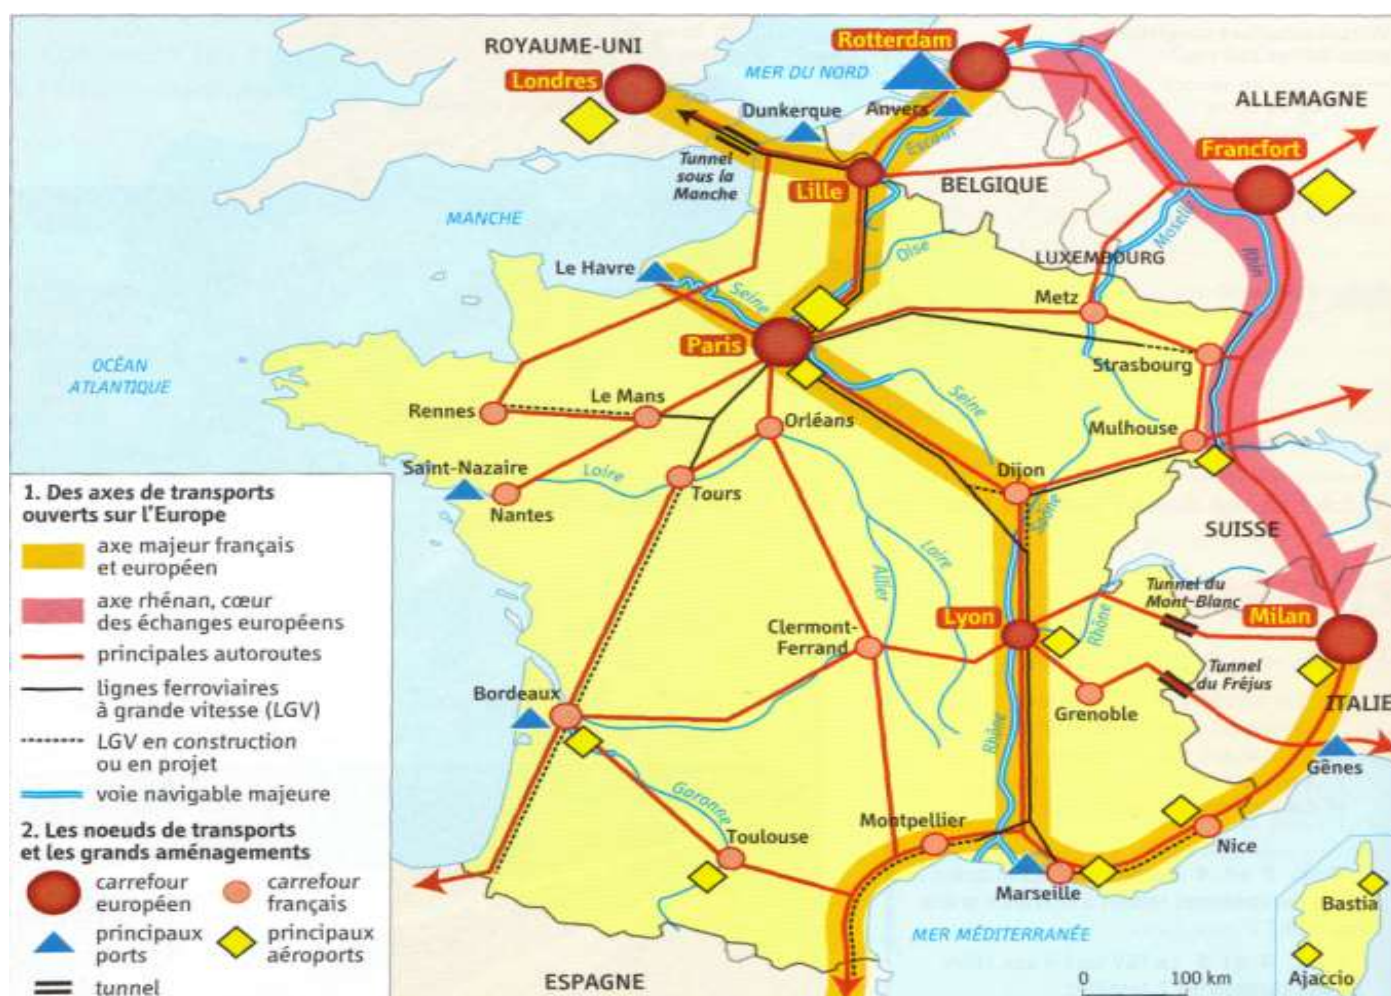 ROYAUME-UNI
Londres
MER DU NORD
Rotterdam
Dunkerque
Anvers
Escaut
ALLEMAGNE
Francfort
Tunnel
sous la
Manche
Lille
BELGIQUE
MANCHE
Oise
Moselle
LUXEMBOURG
Rhin
Le Havre
Seine
Metz
Paris
Strasbourg
OCÉAN
ATLANTIQUE
Le Mans
Rennes
Orléans
Seine
Mulhouse
Saint-Nazaire
Loire
Nantes
Tours
Dijon
Saône
SUISSE
Allier
Loire
Tunnel du
Mont-Blanc
Rhône
Milan
Clermont-
Ferrand
Lyon
Tunnel
du Fréjus
Bordeaux
Grenoble
ITALIE
Rhône
Gênes
Garonne
Toulouse
Montpellier
Nice
Marseille
Bastia
MER MÉDITERRANÉE
ESPAGNE
0 100 km
Ajaccio
1. Des axes de transports
ouverts sur l'Europe
axe majeur français
et européen
axe rhénan, cœur
des échanges européens
principales autoroutes
lignes ferroviaires
à grande vitesse (LGV)
LGV en construction
ou en projet
voie navigable majeure
2. Les noeuds de transports
et les grands aménagements
carrefour
européen
carrefour
français
principaux
ports
principaux
aéroports
tunnel